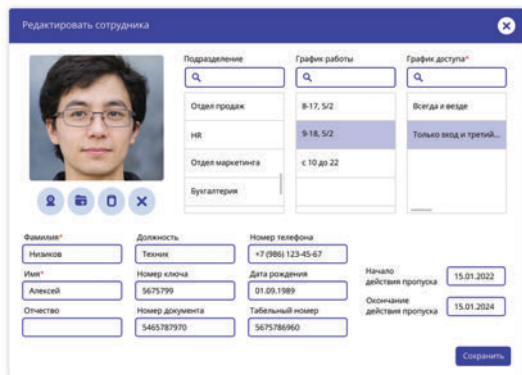 Редактировать сотрудника
Подразделение График работы График доступа*
Отдел продаж 8-17, 5/2 Всегда и везде
HR 9-18, 5/2 Только вход и третий...
Отдел маркетинга с 10 до 22
Бухгалтерия
Фамилия* Должность Номер телефона
Низиков Техник +7 (986) 123-45-67
Имя* Номер ключа Дата рождения
Алексей 5675799 01.09.1989
Начало действия пропуска 15.01.2022
Отчество Номер документа Табельный номер
5465787970 5675786960
Окончание действия пропуска 15.01.2024
Сохранить